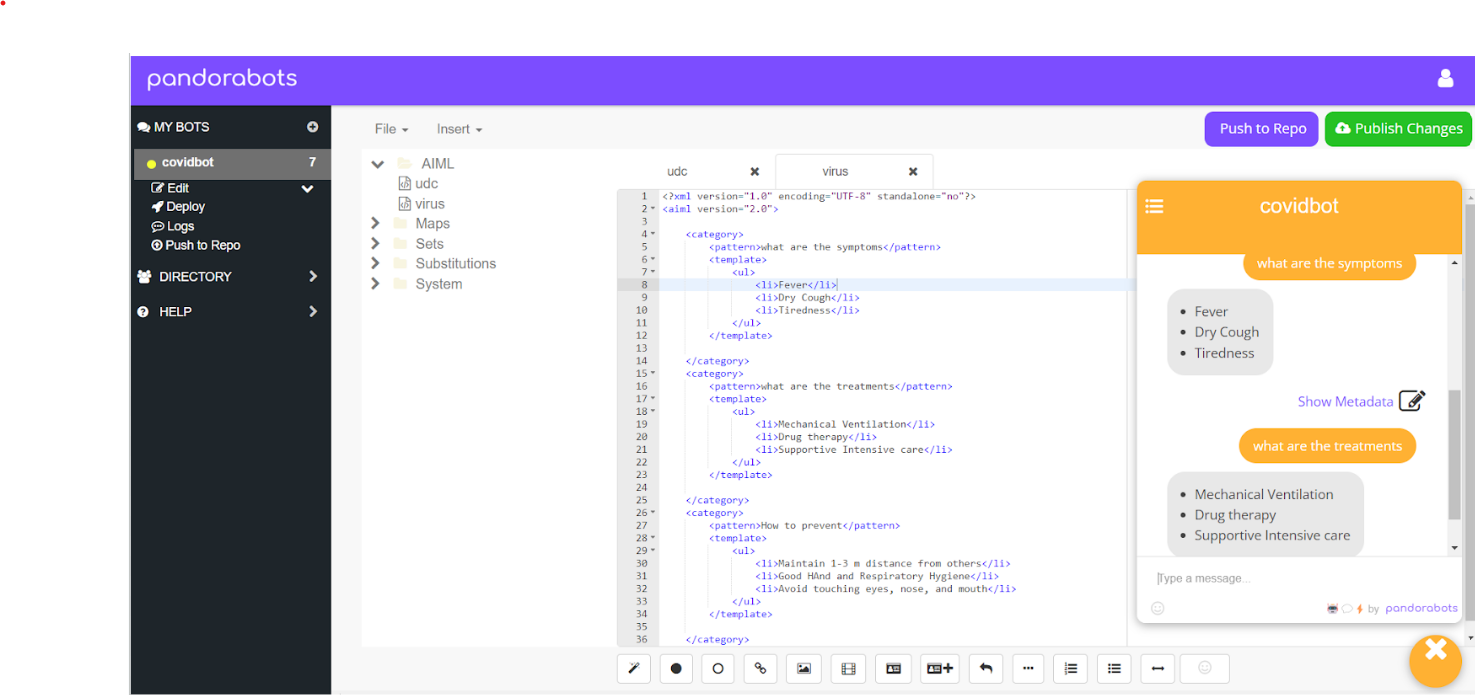 pandorabots
MY BOTS
covidbot 7
Edit
Deploy
Logs
Push to Repo
DIRECTORY
HELP
File Insert
Push to Repo
Publish Changes
AIML
udc
virus
Maps
Sets
Substitutions
System
udc
virus
1 <?xml version="1.0" encoding="UTF-8" standalone="no"?>
2 <aiml version="2.0">
3
4 <category>
5 <pattern>what are the symptoms</pattern>
6 <template>
7 <ul>
8 <li>Fever</li>
9 <li>Dry Cough</li>
10 <li>Tiredness</li>
11 </ul>
12 </template>
13
14 </category>
15 <category>
16 <pattern>what are the treatments</pattern>
17 <template>
18 <ul>
19 <li>Mechanical Ventilation</li>
20 <li>Drug therapy</li>
21 <li>Supportive Intensive care</li>
22 </ul>
23 </template>
24
25 </category>
26 <category>
27 <pattern>How to prevent</pattern>
28 <template>
29 <ul>
30 <li>Maintain 1-3 m distance from others</li>
31 <li>Good HAnd and Respiratory Hygiene</li>
32 <li>Avoid touching eyes, nose, and mouth</li>
33 </ul>
34 </template>
35
36 </category>
covidbot
what are the symptoms
Fever
Dry Cough
Tiredness
Show Metadata
what are the treatments
Mechanical Ventilation
Drug therapy
Supportive Intensive care
Type a message...
by pandorabots